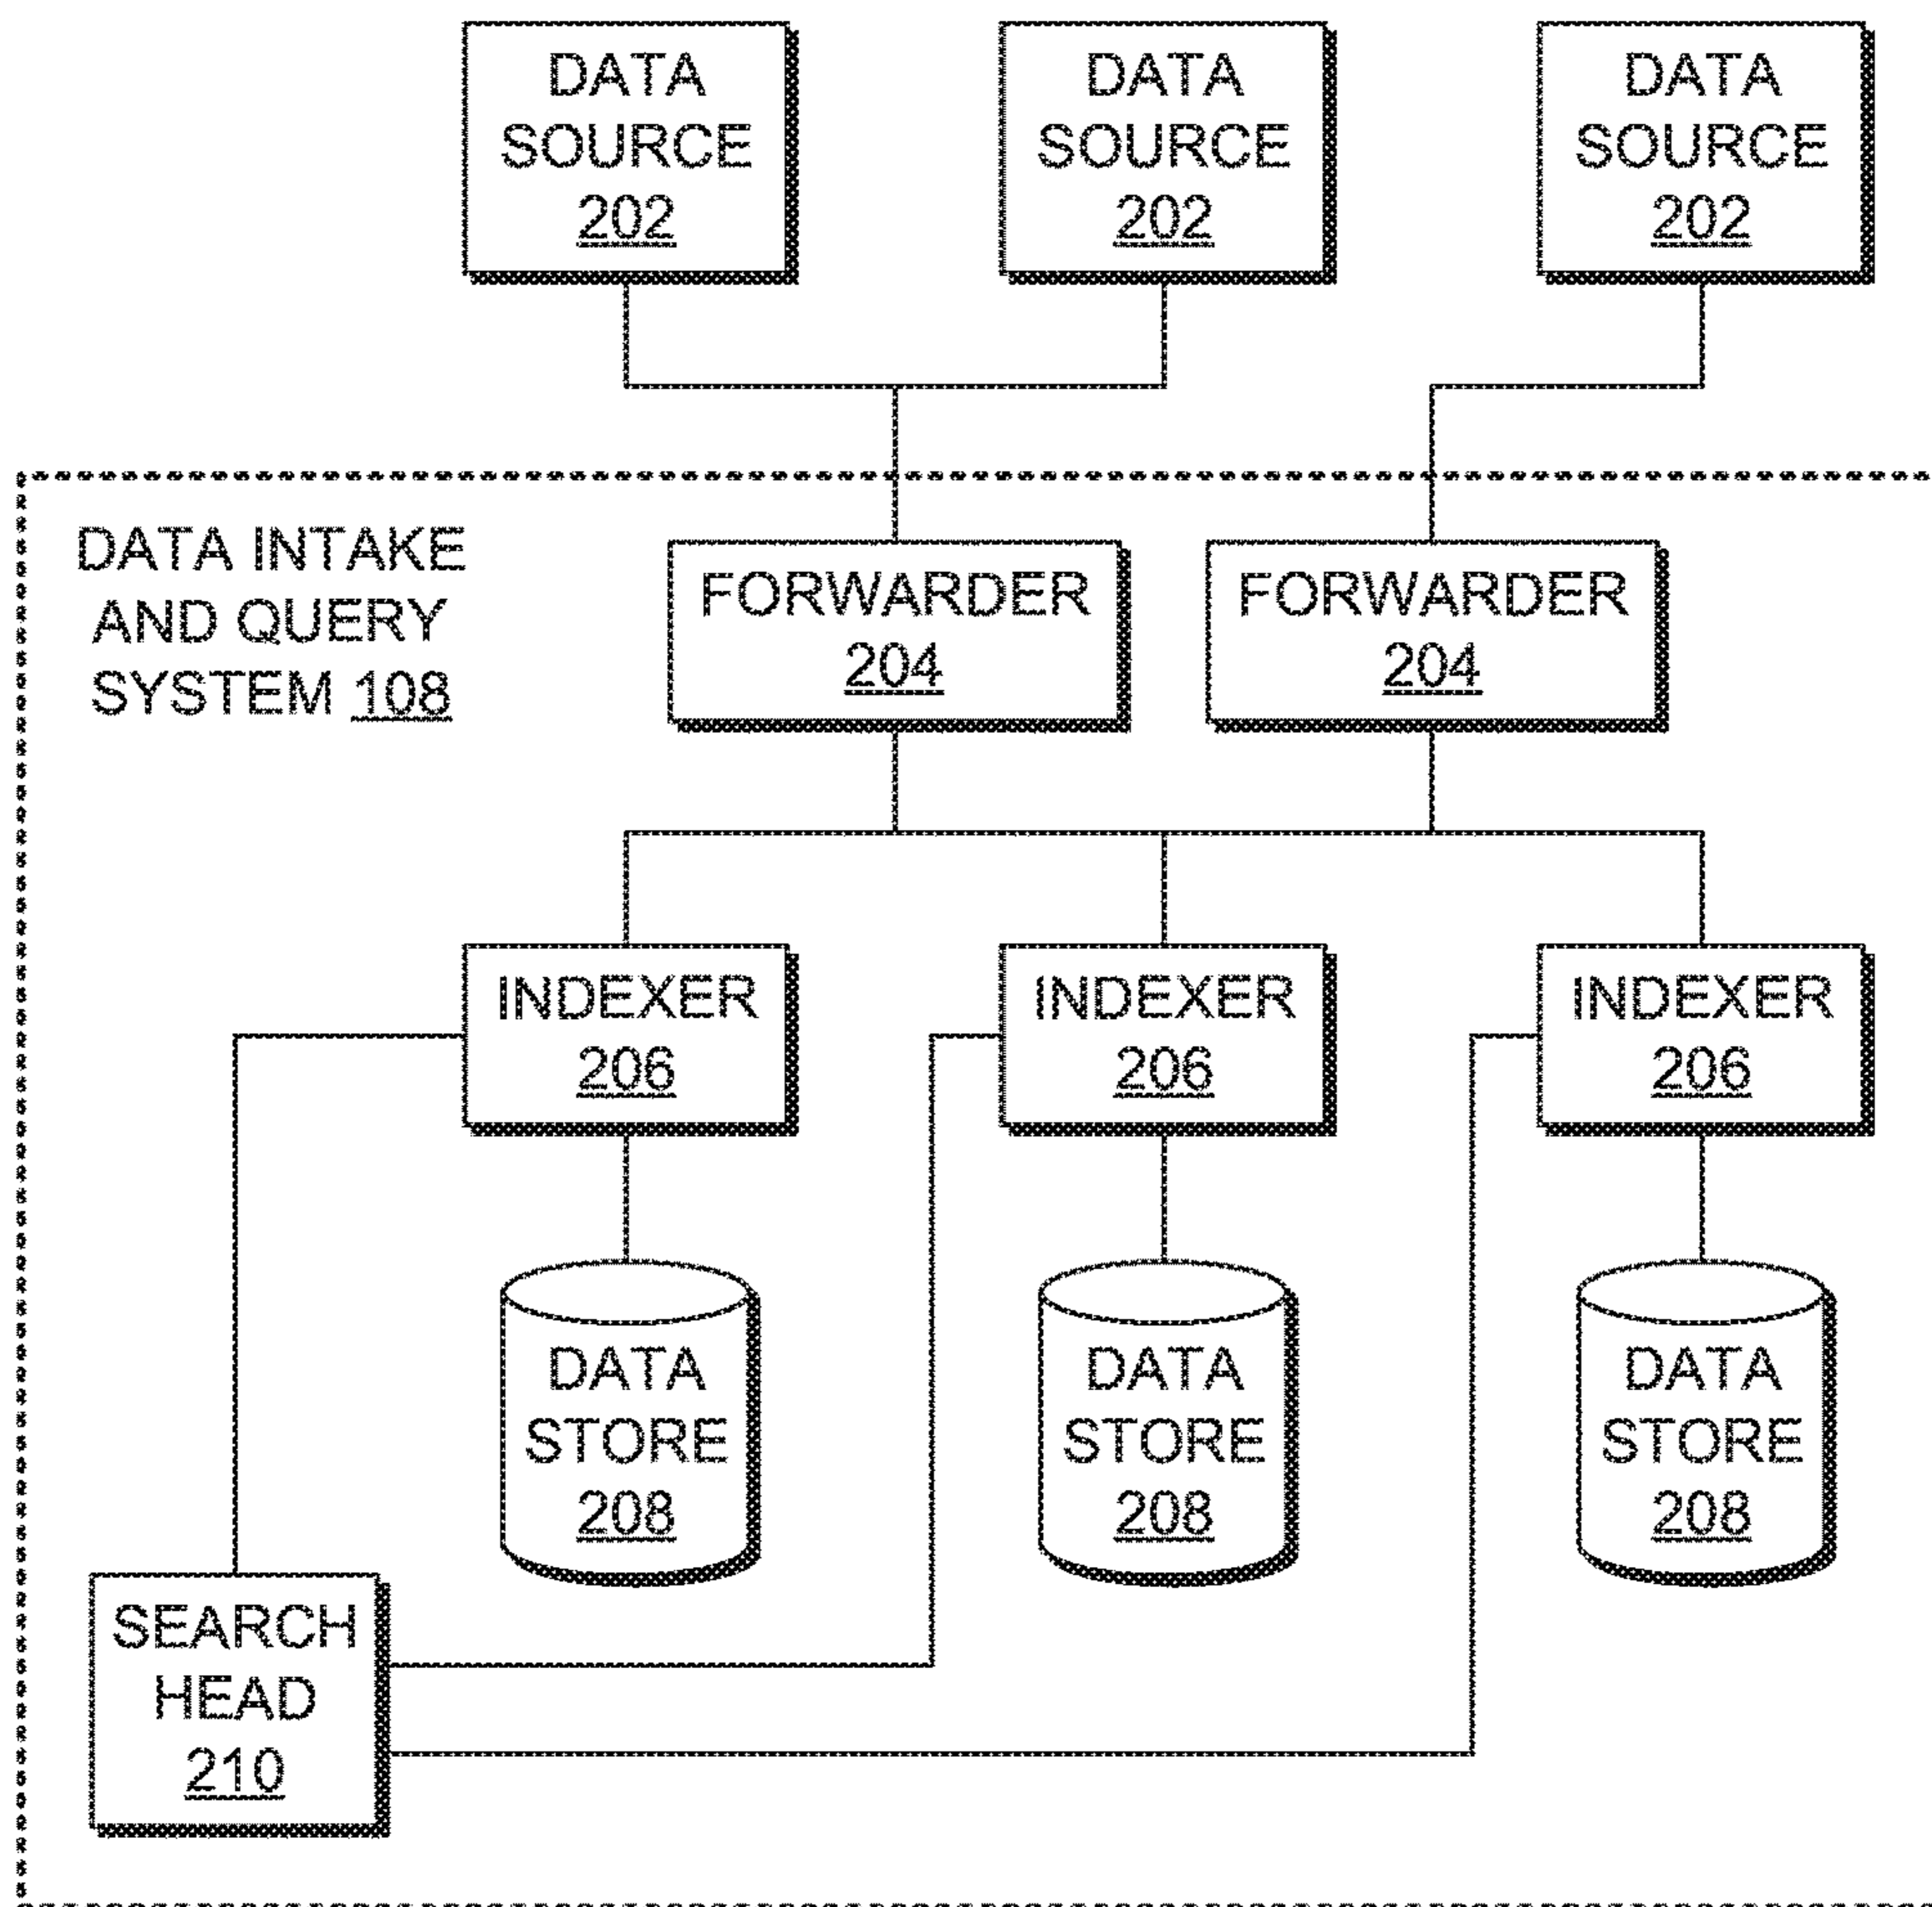 DATA
SOURCE
202
DATA
SOURCE
202
DATA
SOURCE
202
DATA INTAKE
AND QUERY
SYSTEM 108
FORWARDER
204
FORWARDER
204
INDEXER
206
INDEXER
206
INDEXER
206
DATA
STORE
208
DATA
STORE
208
DATA
STORE
208
SEARCH
HEAD
210